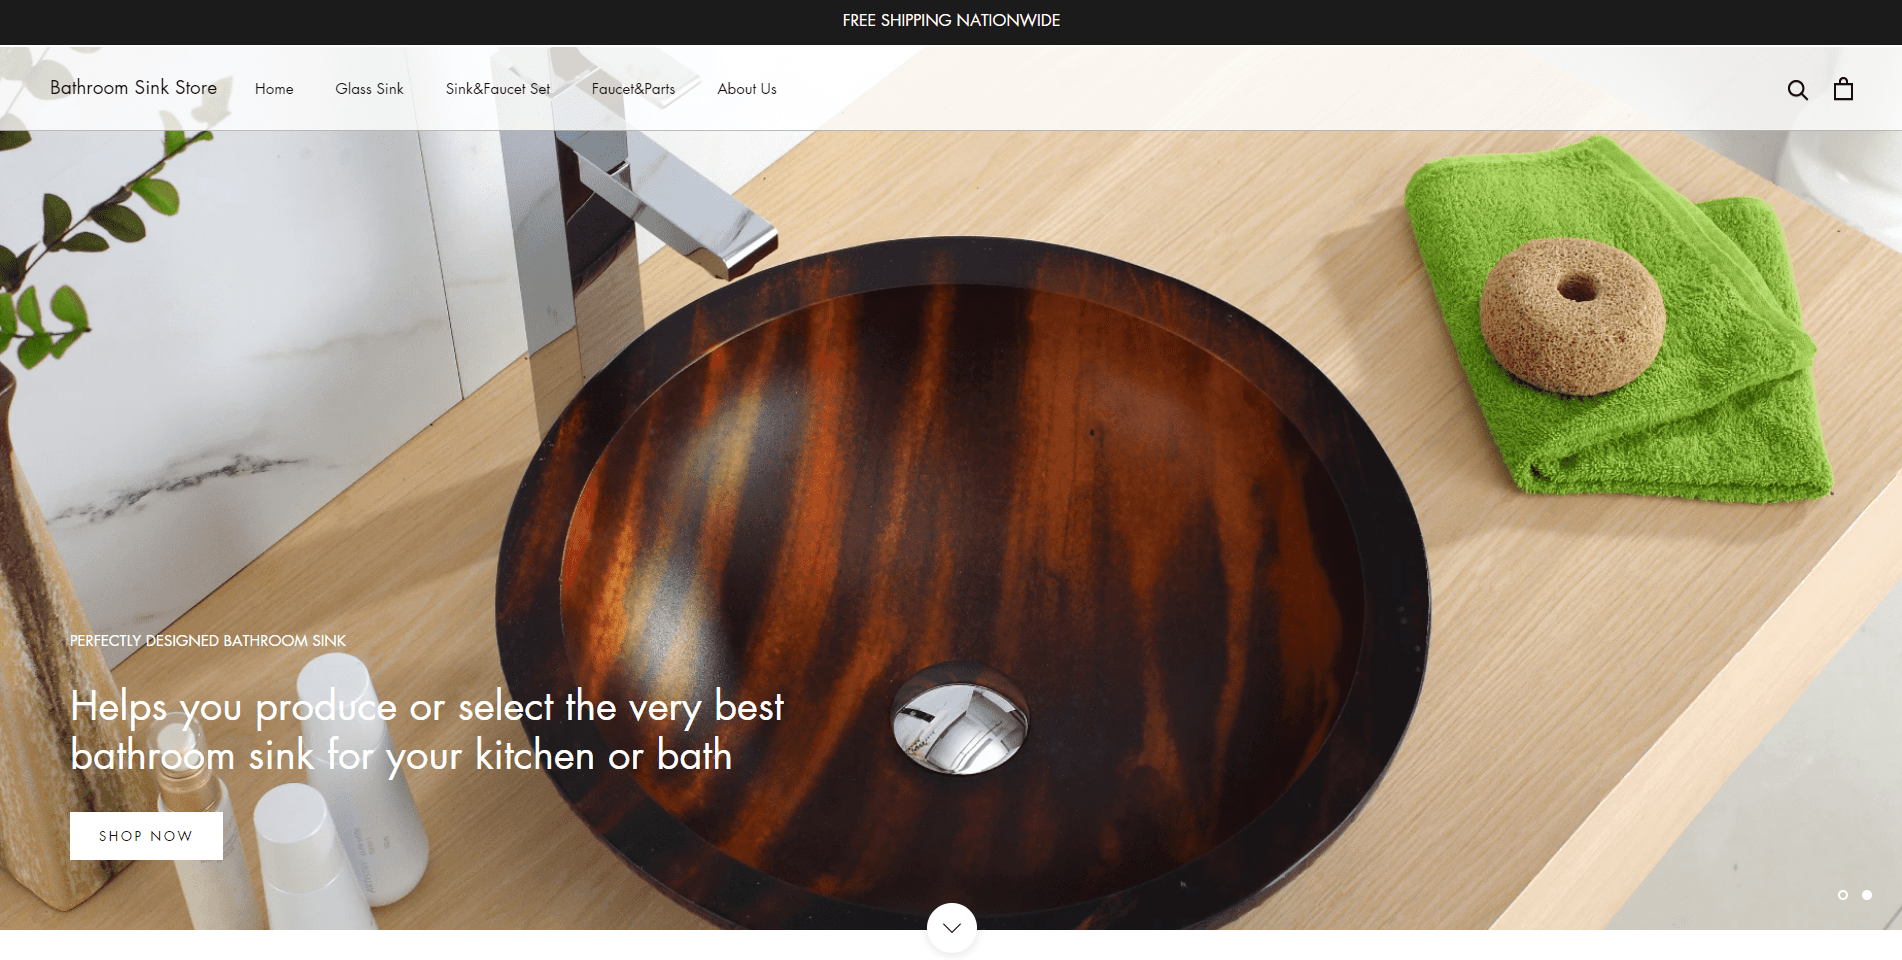 FREE SHIPPING NATIONWIDE
Bathroom Sink Store
Home
Glass Sink
Sink&Faucet Set
Faucet&Parts
About Us
PERFECTLY DESIGNED BATHROOM SINK
Helps you produce or select the very best
bathroom sink for your kitchen or bath
SHOP NOW